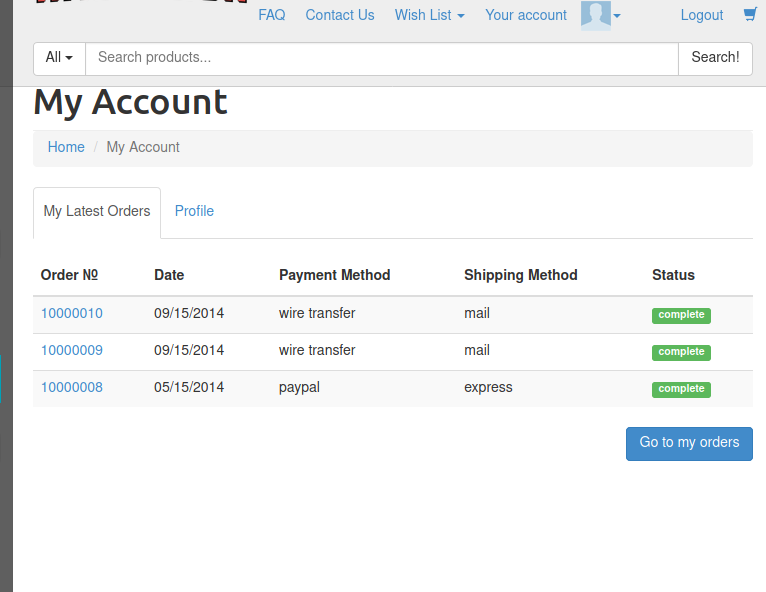 FAQ Contact Us Wish List Your account Logout
All Search products... Search!
My Account
Home / My Account
My Latest Orders Profile
Order № Date Payment Method Shipping Method Status
10000010 09/15/2014 wire transfer mail complete
10000009 09/15/2014 wire transfer mail complete
10000008 05/15/2014 paypal express complete
Go to my orders